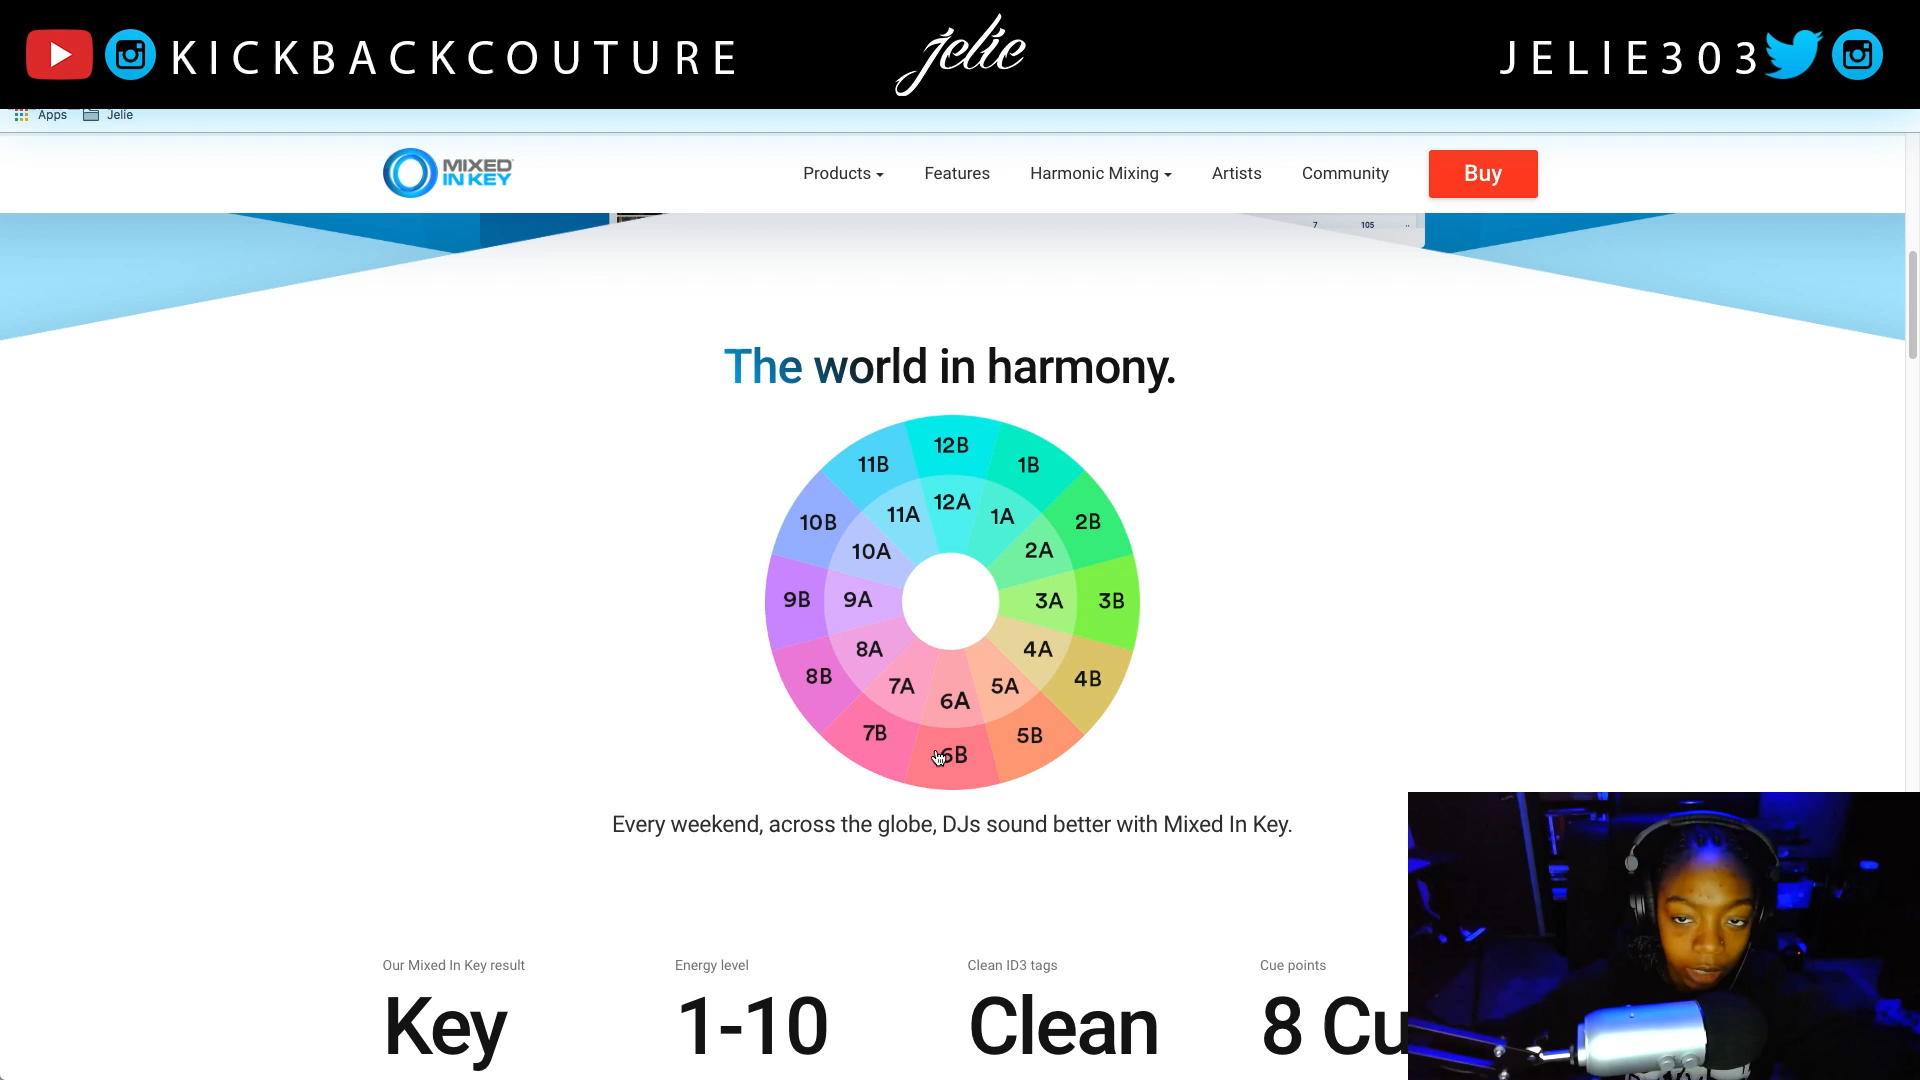 KICKBACKCOUTURE
jelie
JELIE303
Apps
Jelie
MIXED
IN KEY
Products
Features
Harmonic Mixing
Artists
Community
Buy
7
105
The world in harmony.
12B
11B
1B
12A
11A
1A
10B
2B
10A
2A
9B
9A
3A
3B
8A
4A
8B
4B
7A
6A
5A
7B
5B
6B
Every weekend, across the globe, DJs sound better with Mixed In Key.
Our Mixed In Key result
Energy level
Clean ID3 tags
Cue points
Key
1-10
Clean
8 Cu